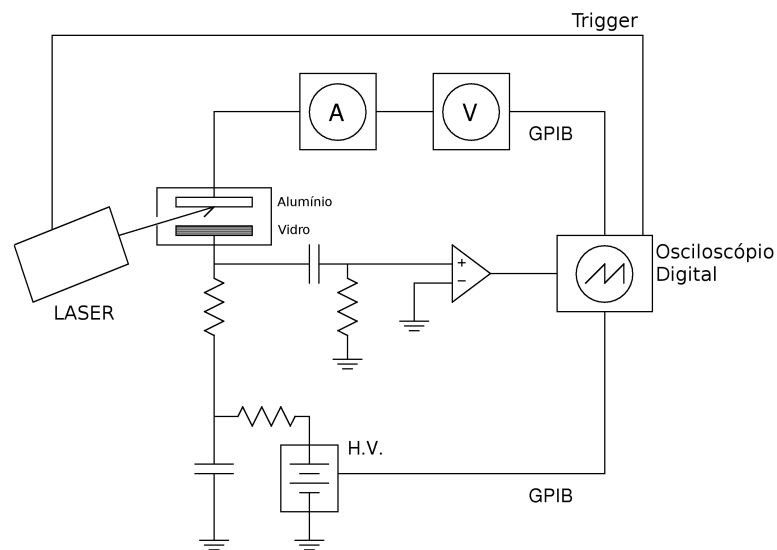 Trigger
A
V
GPIB
Alumínio
Vidro
LASER
+
−
Osciloscópio
Digital
H.V.
GPIB